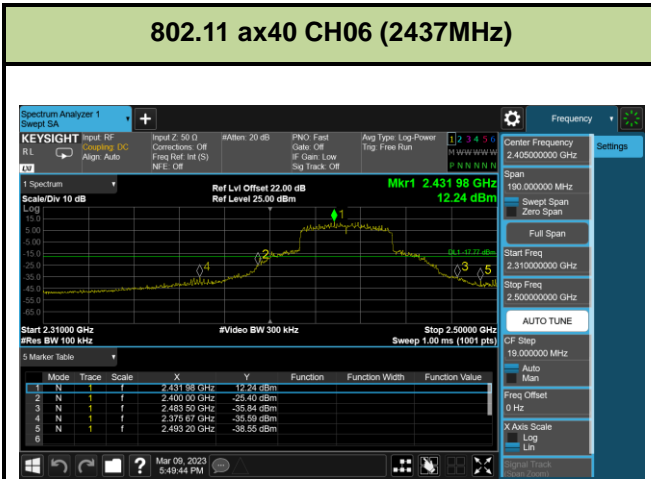 802.11 ax40 CH06 (2437MHz)
Spectrum Analyzer 1
Swept SA
Frequency
KEYSIGHT
RL
LXI
Input: RF
Coupling: DC
Align: Auto
Input Z: 50 Ω
Corrections: Off
Freq Ref: Int (S)
NFE: Off
#Atten: 20 dB
PNO: Fast
Gate: Off
IF Gain: Low
Sig Track: Off
Avg Type: Log-Power
Trig: Free Run
1 2 3 4 5 6
M W W W W W
P N N N N N
Center Frequency
2.405000000 GHz
Settings
Span
190.000000 MHz
Swept Span
Zero Span
Full Span
Start Freq
2.310000000 GHz
Stop Freq
2.500000000 GHz
AUTO TUNE
CF Step
19.000000 MHz
Auto
Man
Freq Offset
0 Hz
X Axis Scale
Log
Lin
Signal Track
(Span Zoom)
1 Spectrum
Scale/Div 10 dB
Ref Lvl Offset 22.00 dB
Ref Level 25.00 dBm
Mkr1 2.431 98 GHz
12.24 dBm
Log
15.0
5.00
-5.00
-15.0
-25.0
-35.0
-45.0
-55.0
-65.0
1
2
3
4
5
DL1 -17.77 dBm
Start 2.31000 GHz
#Res BW 100 kHz
#Video BW 300 kHz
Stop 2.50000 GHz
Sweep 1.00 ms (1001 pts)
5 Marker Table
Mode Trace Scale X Y Function Function Width Function Value
1 N 1 f 2.431 98 GHz 12.24 dBm
2 N 1 f 2.400 00 GHz -25.40 dBm
3 N 1 f 2.483 50 GHz -35.84 dBm
4 N 1 f 2.375 67 GHz -35.59 dBm
5 N 1 f 2.493 20 GHz -38.55 dBm
6
?
Mar 09, 2023
5:49:44 PM